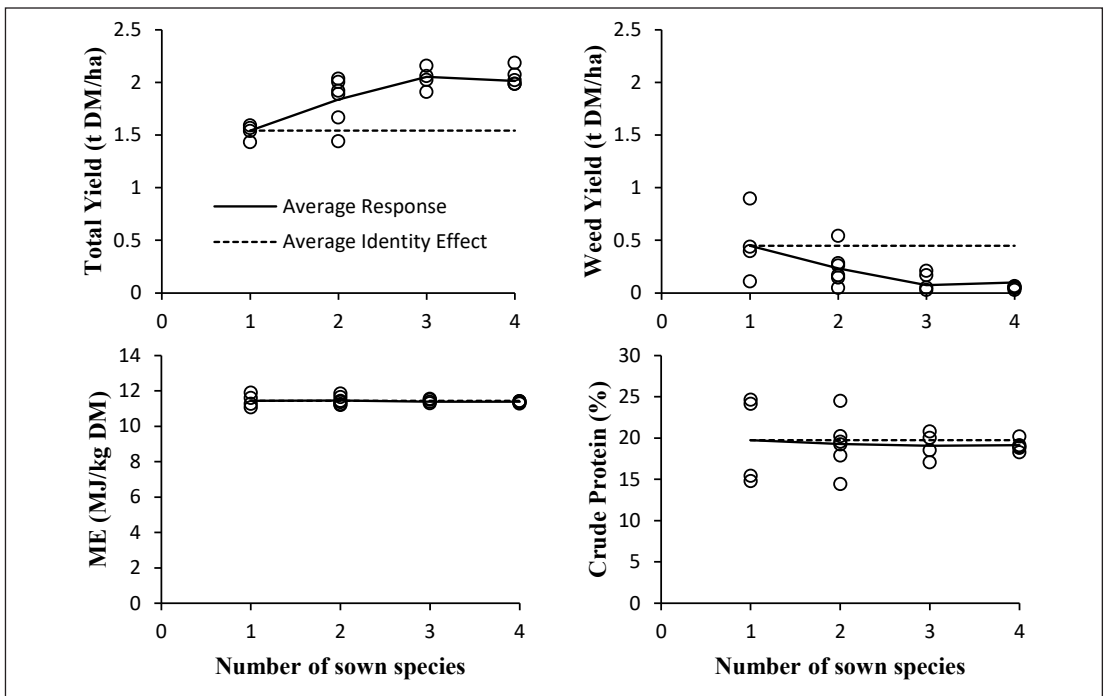 Total Yield (t DM/ha)
2.5
2
1.5
1
0.5
0
0 1 2 3 4
Average Response
Average Identity Effect
Weed Yield (t DM/ha)
2.5
2
1.5
1
0.5
0
0 1 2 3 4
ME (MJ/kg DM)
14
12
10
8
6
4
2
0
0 1 2 3 4
Number of sown species
Crude Protein (%)
30
25
20
15
10
5
0
0 1 2 3 4
Number of sown species